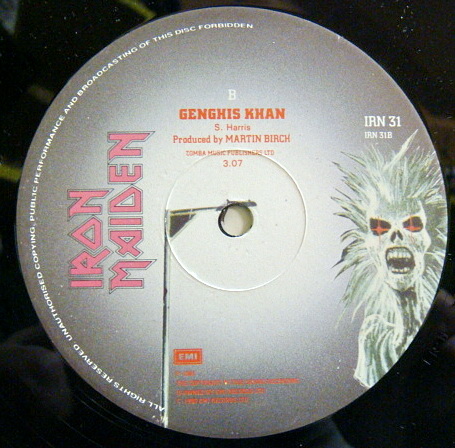 ALL RIGHTS RESERVED UNAUTHORISED COPYING, PUBLIC PERFORMANCE AND BROADCASTING OF THIS DISC FORBIDDEN
B
GENGHIS KHAN
S. Harris
Produced by MARTIN BIRCH
ZOMBA MUSIC PUBLISHERS LTD
3.07
IRN 31
IRN 31B
IRON
MAIDEN
EMI